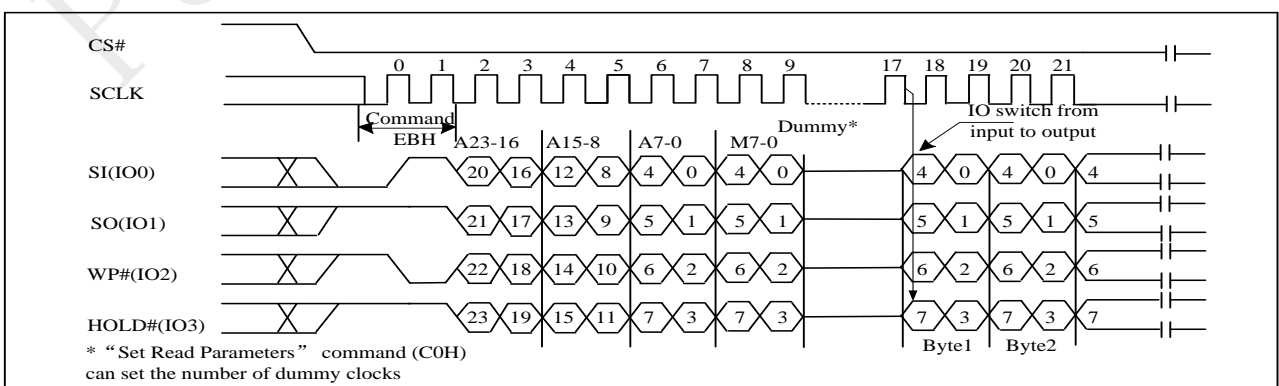 CS#
0 1 2 3 4 5 6 7 8 9 17 18 19 20 21
SCLK
Command
EBH
IO switch from
input to output
Dummy*
A23-16 A15-8 A7-0 M7-0
SI(IO0) 20 16 12 8 4 0 4 0 4 0 4 0 4
SO(IO1) 21 17 13 9 5 1 5 1 5 1 5 1 5
WP#(IO2) 22 18 14 10 6 2 6 2 6 2 6 2 6
HOLD#(IO3) 23 19 15 11 7 3 7 3 7 3 7 3 7
Byte1 Byte2
* “Set Read Parameters” command (C0H)
can set the number of dummy clocks